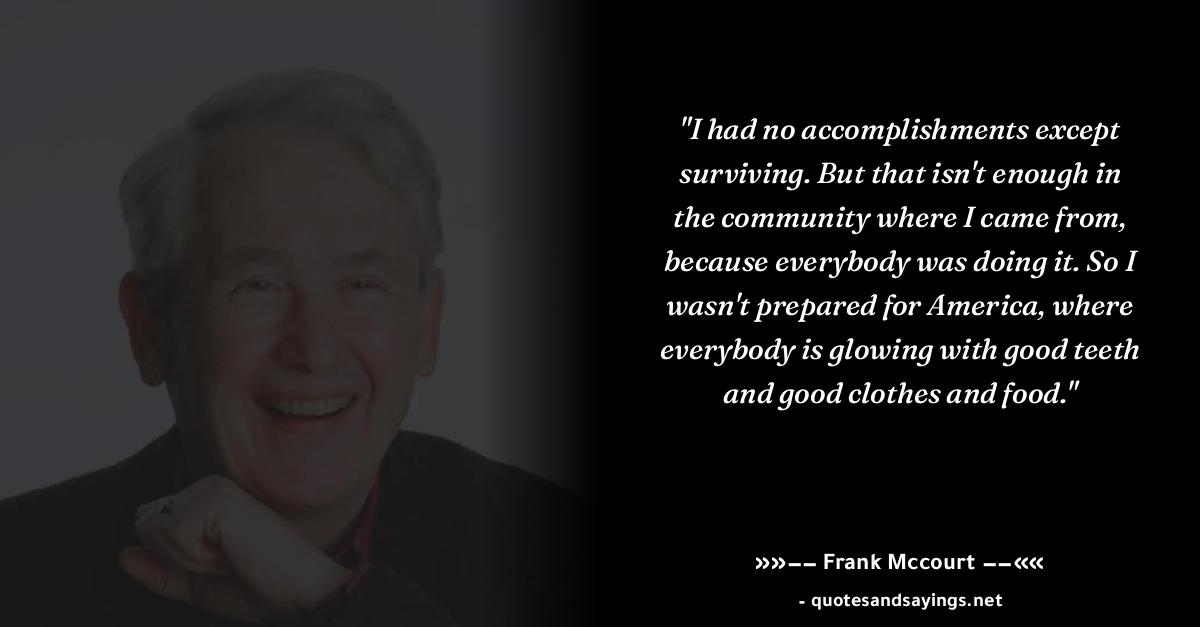 "I had no accomplishments except
surviving. But that isn't enough in
the community where I came from,
because everybody was doing it. So I
wasn't prepared for America, where
everybody is glowing with good teeth
and good clothes and food."
»»−− Frank Mccourt −−««
- quotesandsayings.net